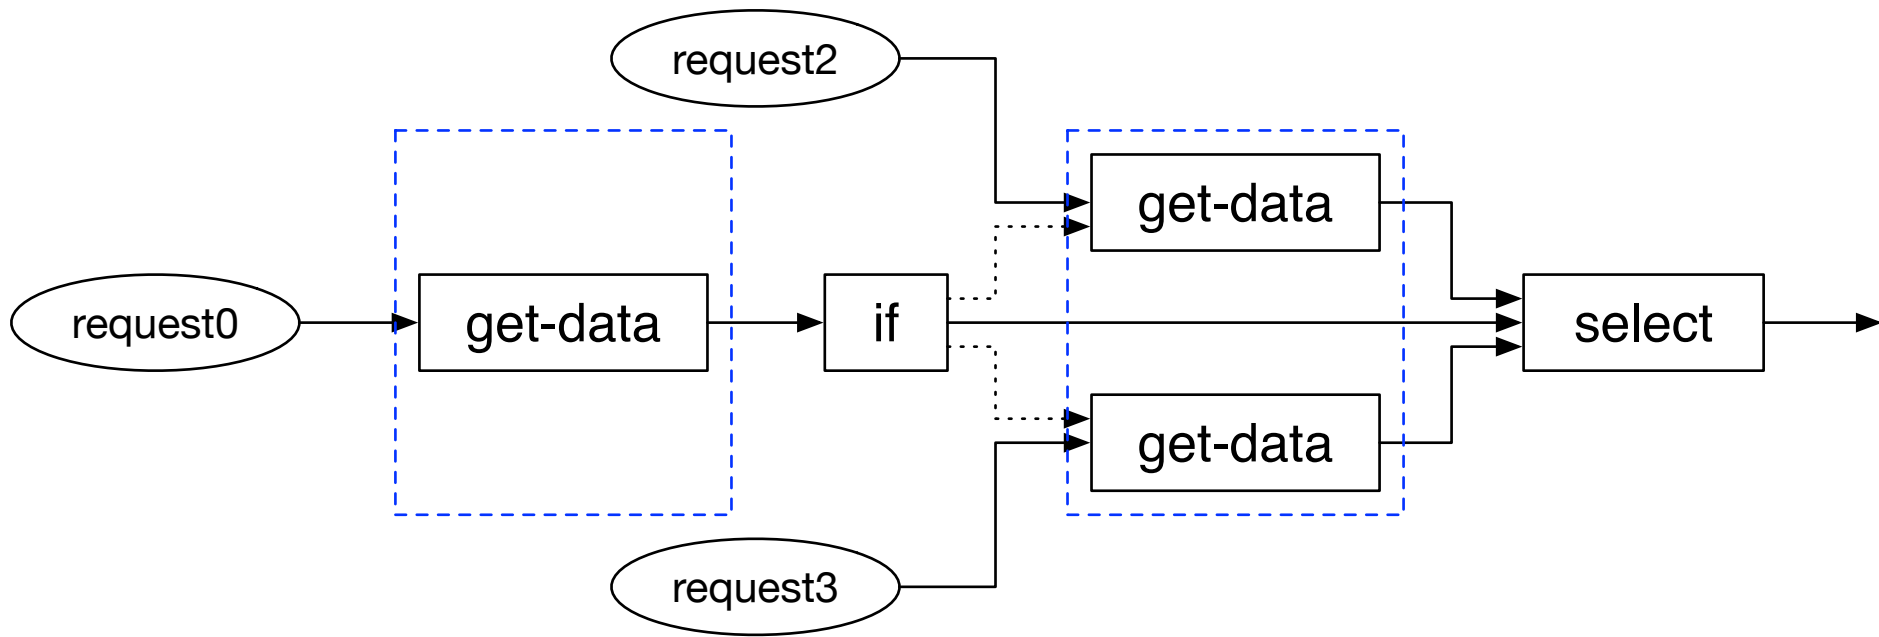 request2
get-data
request0
get-data
if
select
get-data
request3